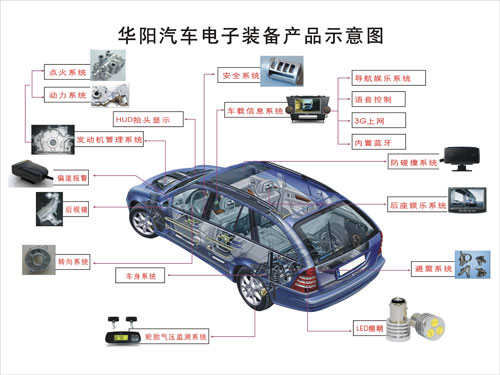 华阳汽车电子装备产品示意图
点火系统
动力系统
HUD抬头显示
发动机管理系统
偏道报警
后视镜
转向系统
车身系统
轮胎气压监测系统
安全系统
车载信息系统
导航娱乐系统
语音控制
3G上网
内置蓝牙
防碰撞系统
后座娱乐系统
避震系统
LED照明